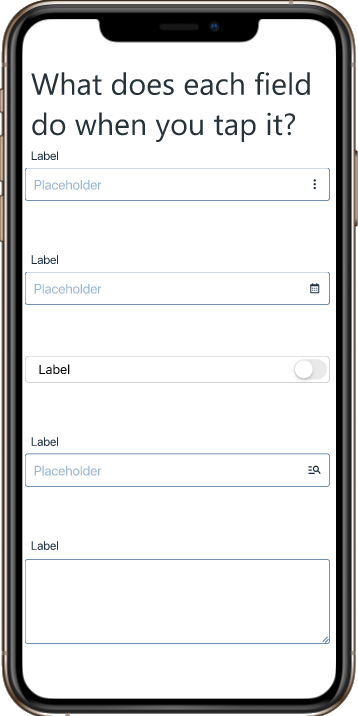 What does each field
do when you tap it?
Label
Placeholder
Label
Placeholder
Label
Label
Placeholder
Label